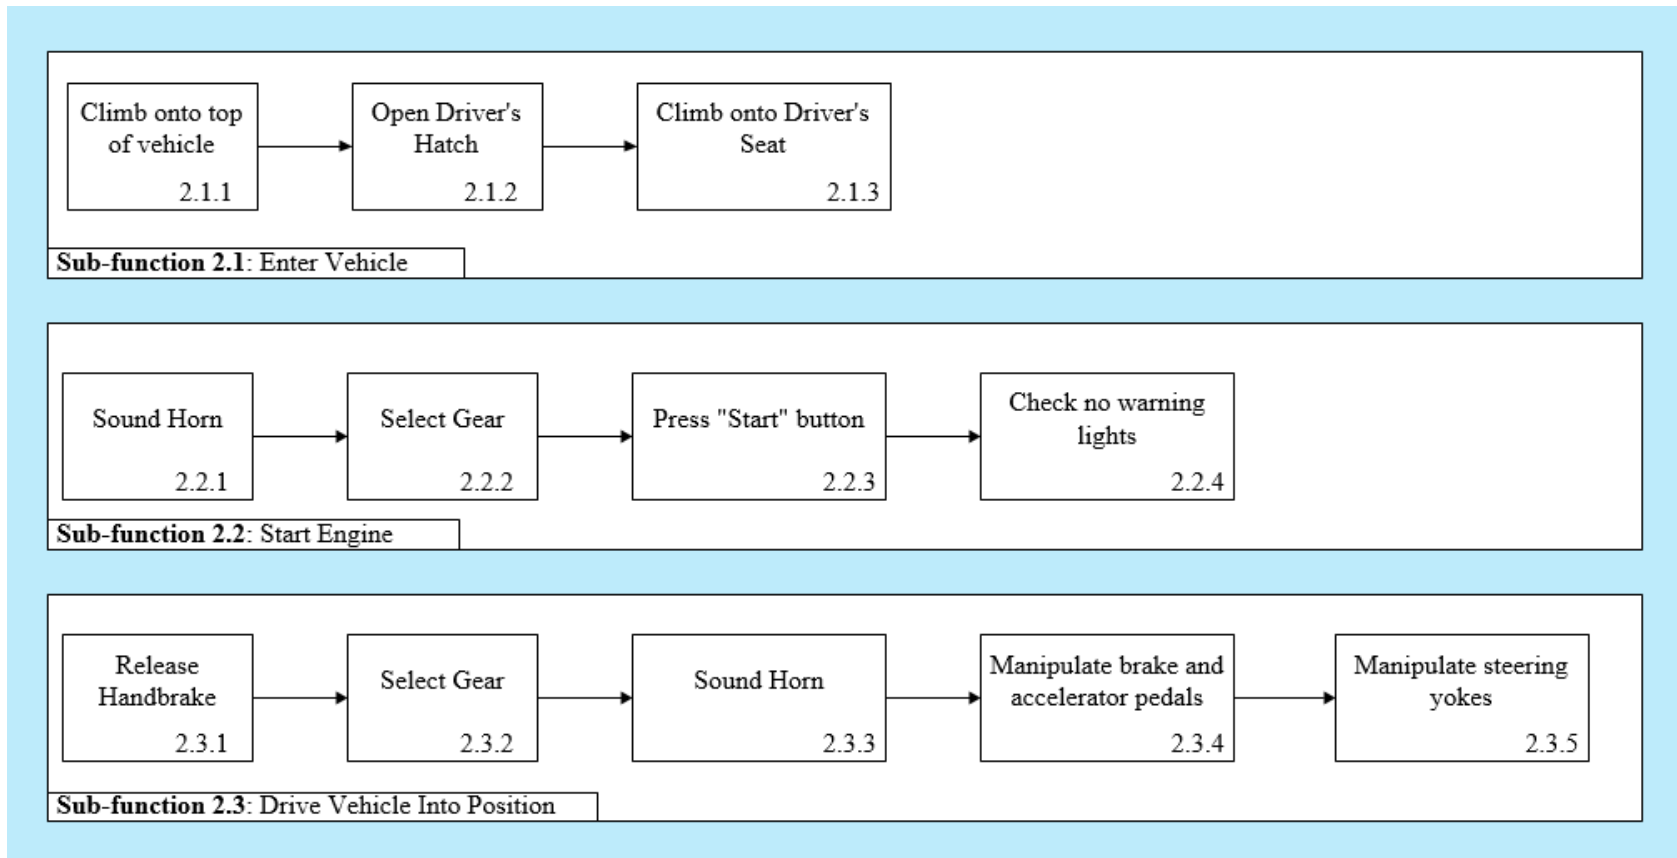 Climb onto top
of vehicle
2.1.1
Open Driver's
Hatch
2.1.2
Climb onto Driver's
Seat
2.1.3
Sub-function 2.1: Enter Vehicle
Sound Horn
2.2.1
Select Gear
2.2.2
Press "Start" button
2.2.3
Check no warning
lights
2.2.4
Sub-function 2.2: Start Engine
Release
Handbrake
2.3.1
Select Gear
2.3.2
Sound Horn
2.3.3
Manipulate brake and
accelerator pedals
2.3.4
Manipulate steering
yokes
2.3.5
Sub-function 2.3: Drive Vehicle Into Position